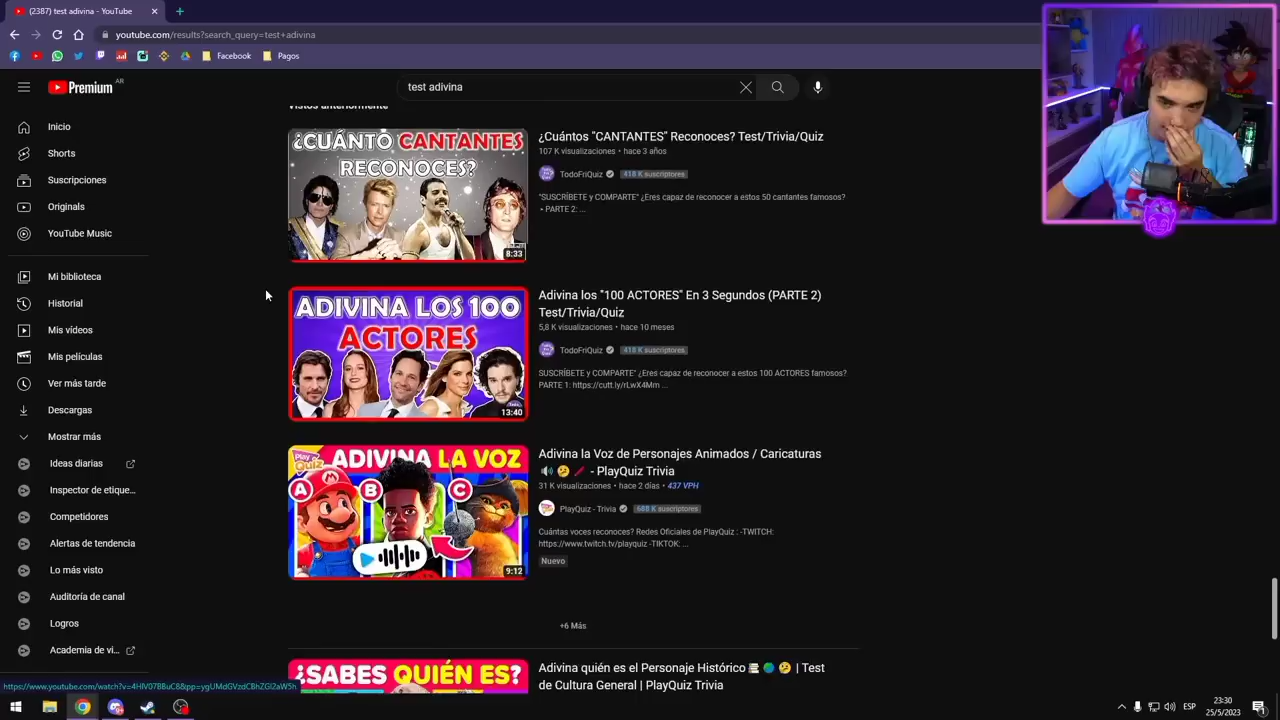 (2387) test adivina - YouTube
youtube.com/results?search_query=test+adivina
Facebook
Pagos
Premium AR
test adivina
Inicio
Shorts
Suscripciones
Originals
YouTube Music
Mi biblioteca
Historial
Mis vídeos
Mis películas
Ver más tarde
Descargas
Mostrar más
Ideas diarias
Inspector de etique...
Competidores
Alertas de tendencia
Lo más visto
Auditoría de canal
Logros
Academia de vi...
Vistos anteriormente
¿CUÁNTO CANTANTES
RECONOCES?
8:33
¿Cuántos "CANTANTES" Reconoces? Test/Trivia/Quiz
107 K visualizaciones • hace 3 años
TodoFriQuiz
418 K suscriptores
"SUSCRÍBETE y COMPARTE" ¿Eres capaz de reconocer a estos 50 cantantes famosos?
• PARTE 2: ...
ADIVINA LOS 100
ACTORES
13:40
Adivina los "100 ACTORES" En 3 Segundos (PARTE 2)
Test/Trivia/Quiz
5,8 K visualizaciones • hace 10 meses
TodoFriQuiz
418 K suscriptores
SUSCRÍBETE y COMPARTE" ¿Eres capaz de reconocer a estos 100 ACTORES famosos?
PARTE 1: https://cutt.ly/rLwX4Mm ...
Play Quiz
ADIVINA LA VOZ
A B C
9:12
Adivina la Voz de Personajes Animados / Caricaturas
- PlayQuiz Trivia
31 K visualizaciones • hace 2 días 437 VPH
PlayQuiz - Trivia
688 K suscriptores
Cuántas voces reconoces? Redes Oficiales de PlayQuiz : -TWITCH:
https://www.twitch.tv/playquiz -TIKTOK: ...
Nuevo
+6 Más
¿SABES QUIÉN ES?
Adivina quién es el Personaje Histórico | Test
de Cultura General | PlayQuiz Trivia
ESP
23:30
25/5/2023